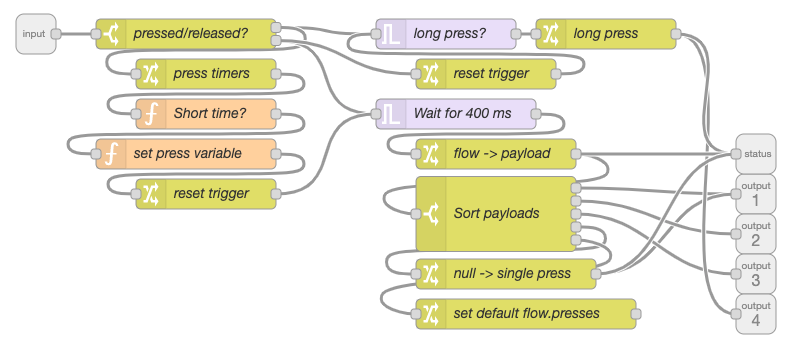 input
pressed/released?
long press?
long press
press timers
reset trigger
Short time?
Wait for 400 ms
set press variable
flow -> payload
status
reset trigger
Sort payloads
output
1
output
2
null -> single press
output
3
set default flow.presses
output
4